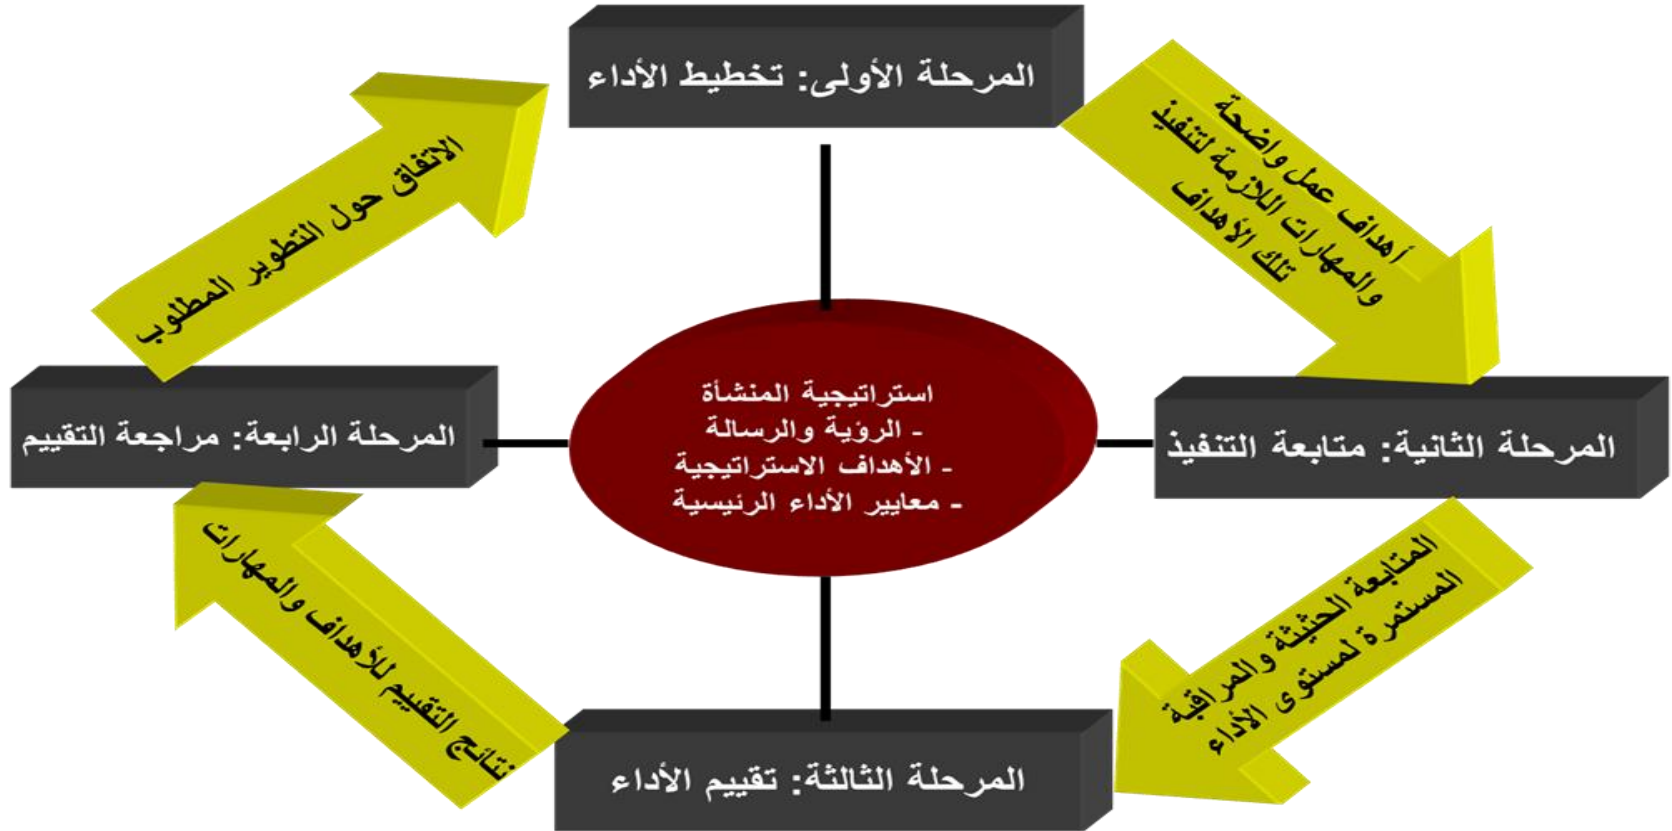 المرحلة الأولى: تخطيط الأداء
أهداف عمل واضحة
والمهارات اللازمة لتنفيذ
تلك الأهداف
المرحلة الثانية: متابعة التنفيذ
المتابعة الحثيثة والمراقبة
المستمرة لمستوى الأداء
المرحلة الثالثة: تقييم الأداء
نتائج التقييم للأهداف والمهارات
المرحلة الرابعة: مراجعة التقييم
الاتفاق حول التطوير المطلوب
استراتيجية المنشأة
- الرؤية والرسالة
- الأهداف الاستراتيجية
- معايير الأداء الرئيسية